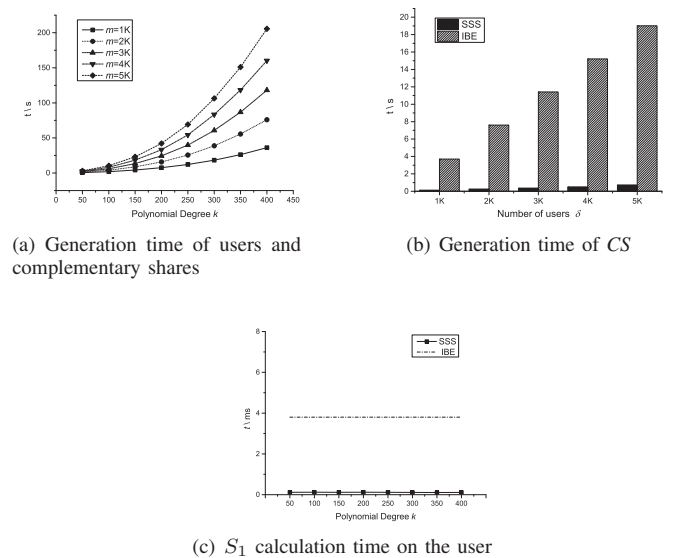 m=1K
m=2K
m=3K
m=4K
m=5K
200
150
100
50
0
t \ s
0 50 100 150 200 250 300 350 400 450
Polynomial Degree k
(a) Generation time of users and
complementary shares
SSS
IBE
20
18
16
14
12
10
8
6
4
2
0
t \ s
1K 2K 3K 4K 5K
Number of users δ
(b) Generation time of CS
SSS
IBE
8
6
4
2
0
t \ ms
50 100 150 200 250 300 350 400
Polynomial Degree k
(c) S₁ calculation time on the user